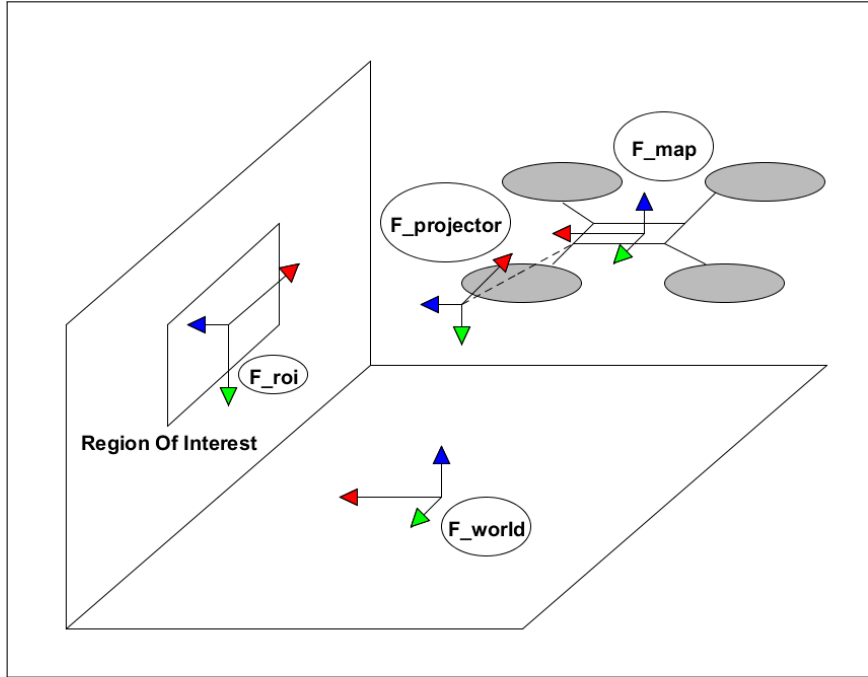 F_map
F_projector
F_roi
Region Of Interest
F_world